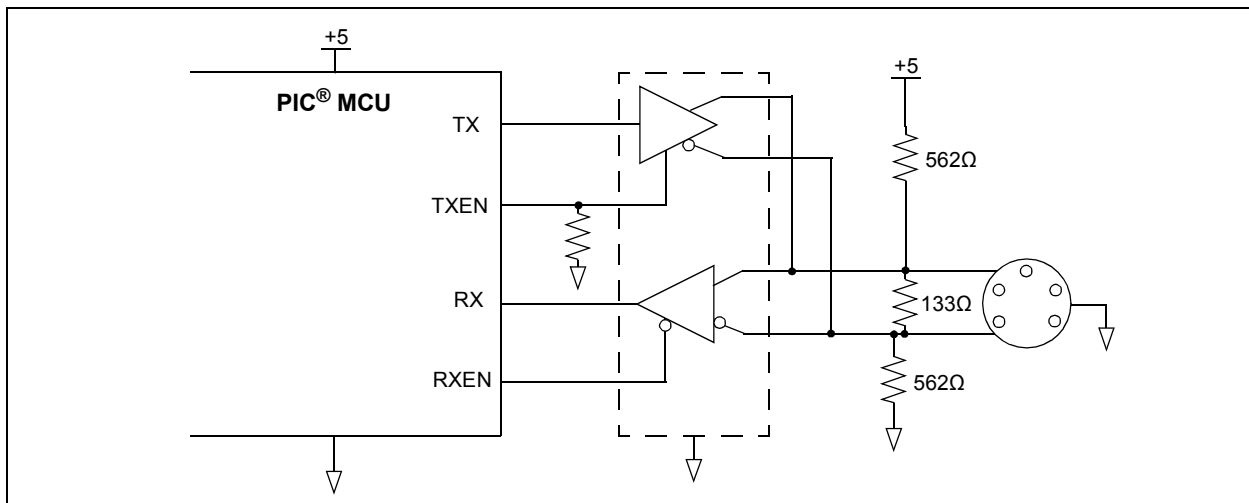 +5
PIC® MCU
+5
TX
562Ω
TXEN
RX
133Ω
RXEN
562Ω